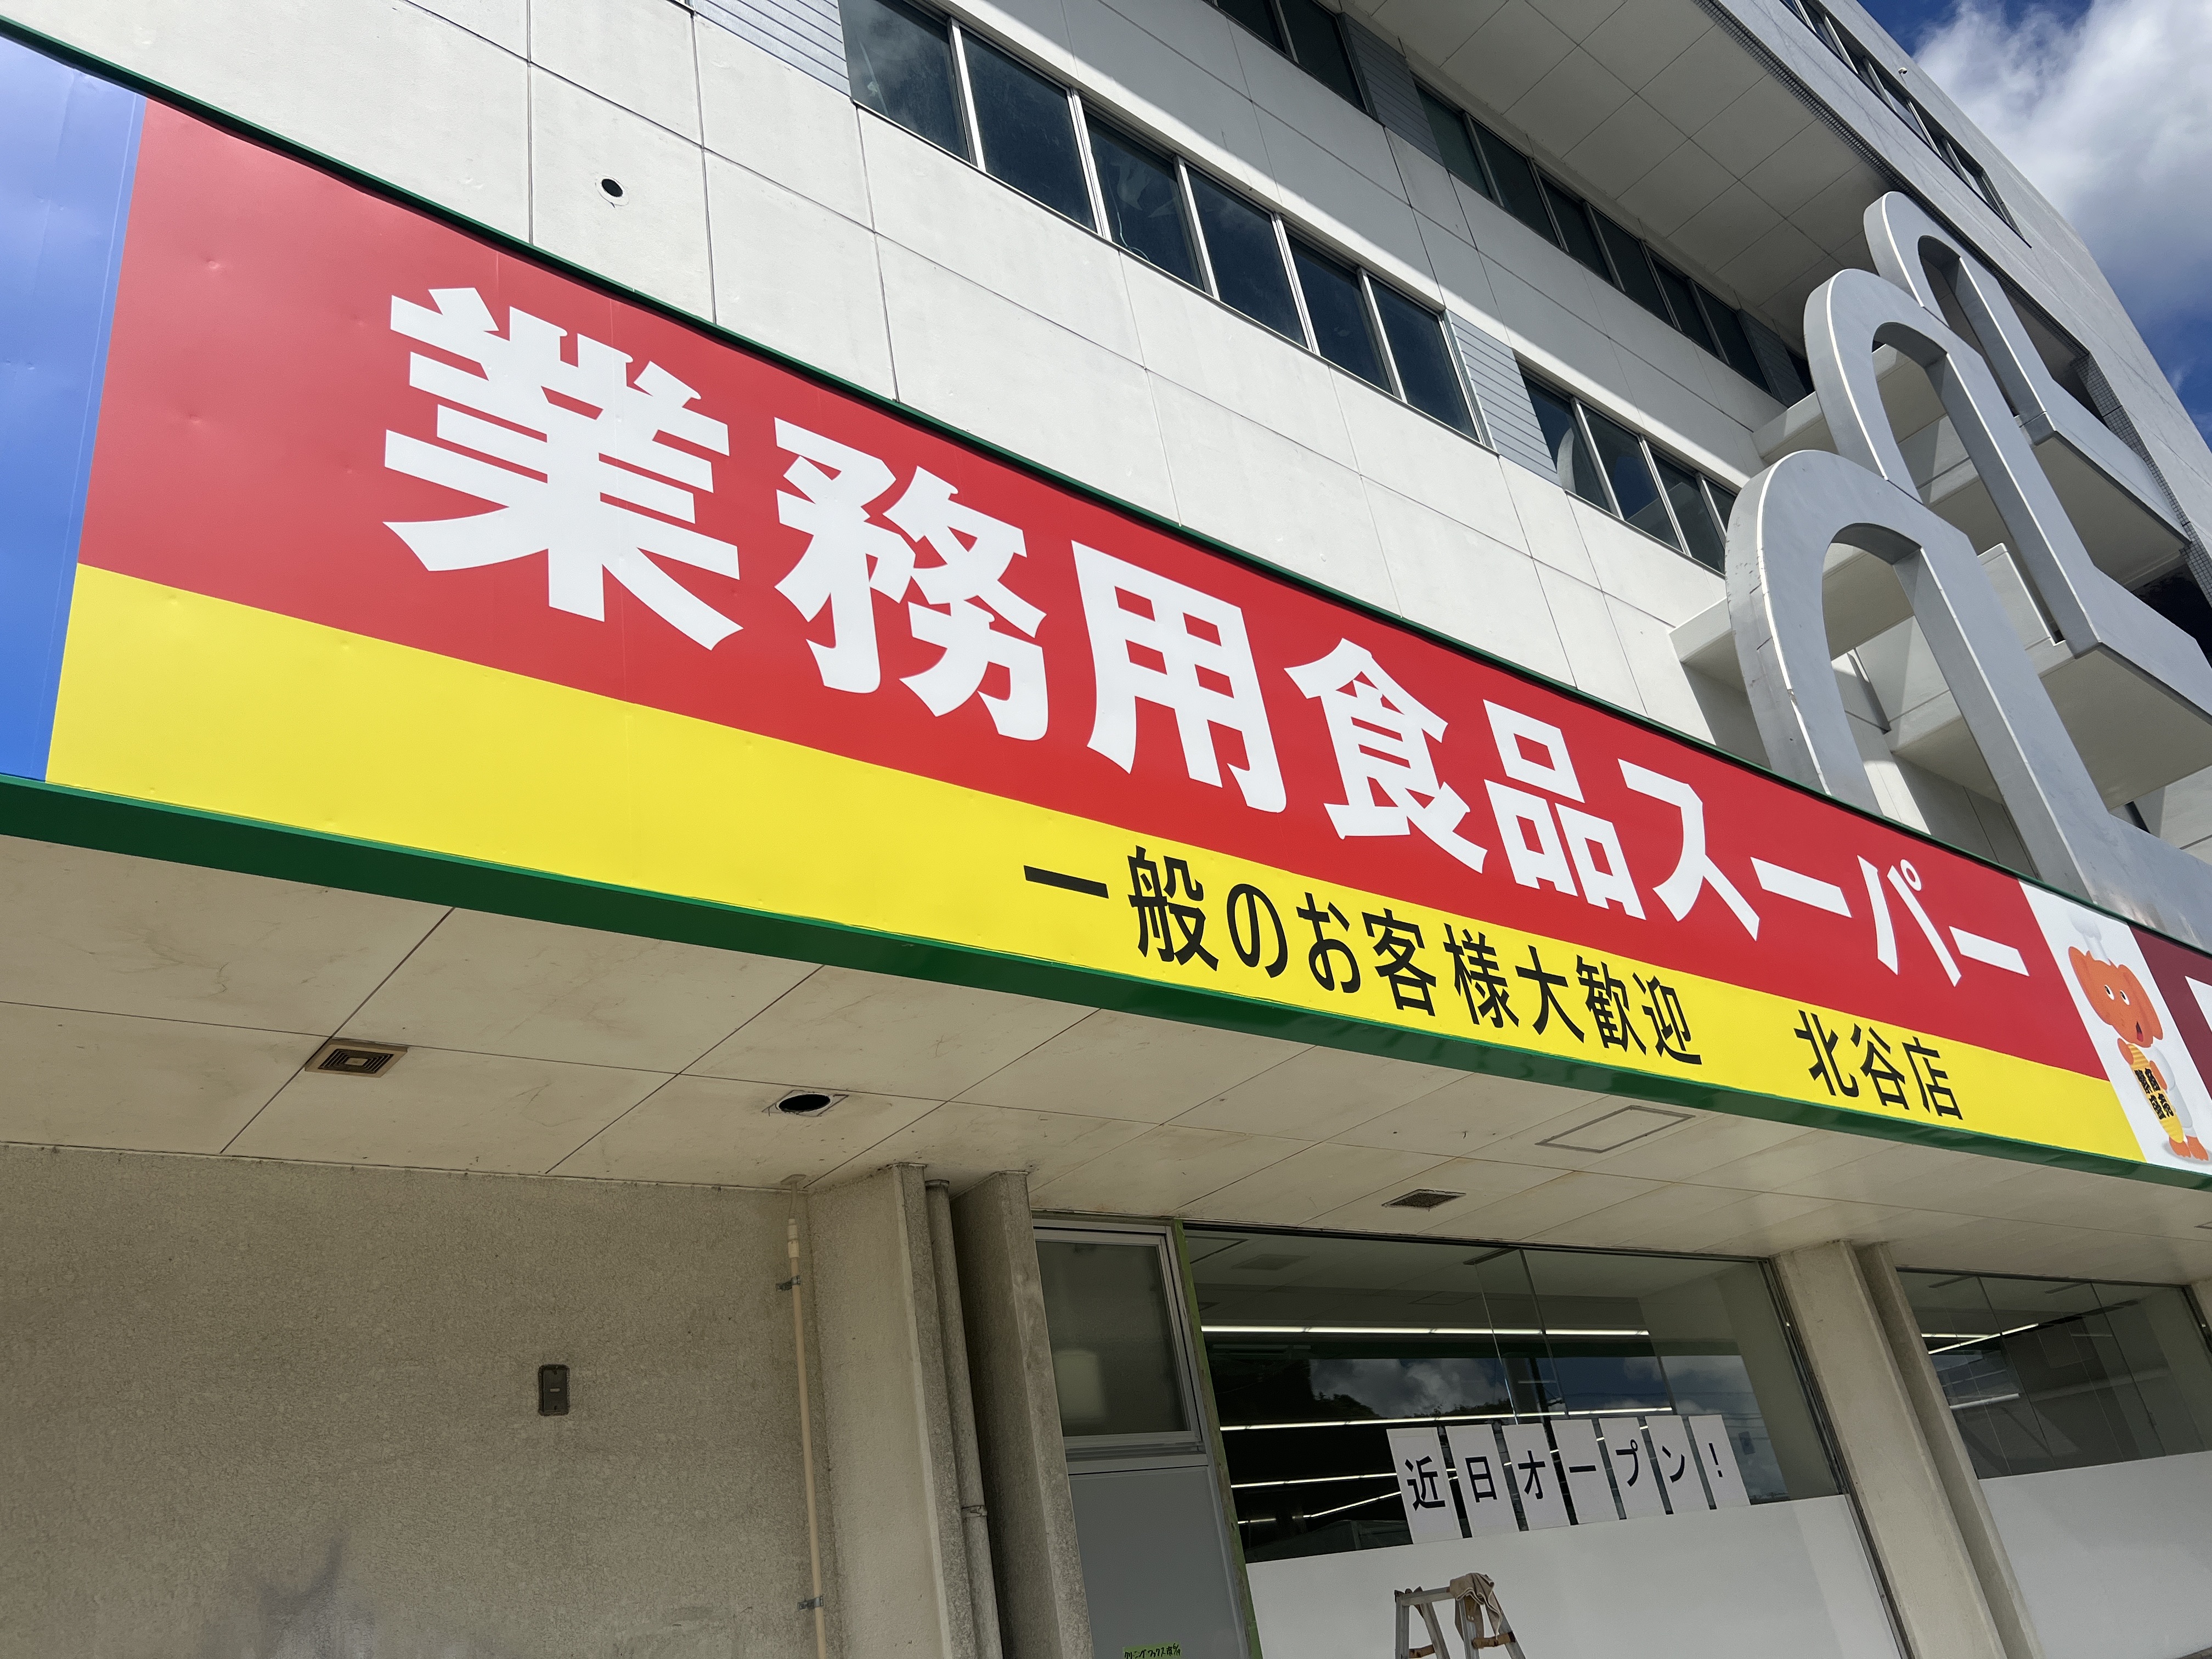 業務用食品スーパー
一般のお客様大歓迎 北谷店
近日オープン!